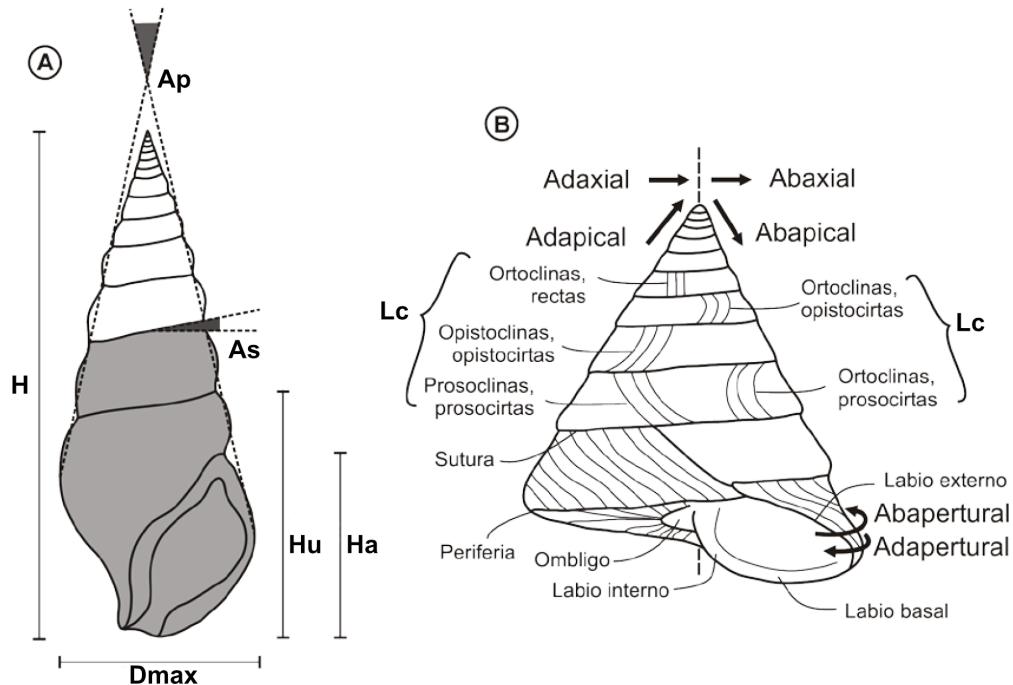 A
Ap
As
H
Hu
Ha
Dmax
B
Adaxial
Abaxial
Adapical
Abapical
Lc
Ortoclinas,
rectas
Ortoclinas,
opistocirtas
Opistoclinas,
opistocirtas
Lc
Prosoclinas,
prosocirtas
Ortoclinas,
prosocirtas
Sutura
Labio externo
Abapertural
Adapertural
Periferia
Ombligo
Labio interno
Labio basal